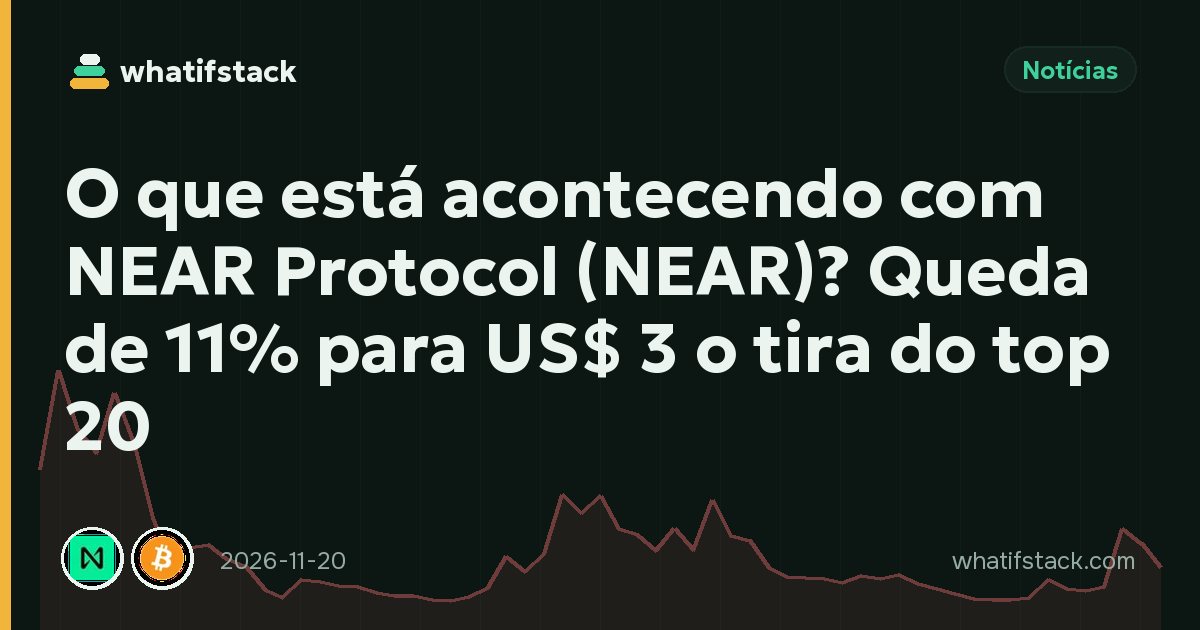 whatifstack
Notícias
O que está acontecendo com
NEAR Protocol (NEAR)? Queda
de 11% para US$ 3 o tira do top
20
2026-11-20
whatifstack.com